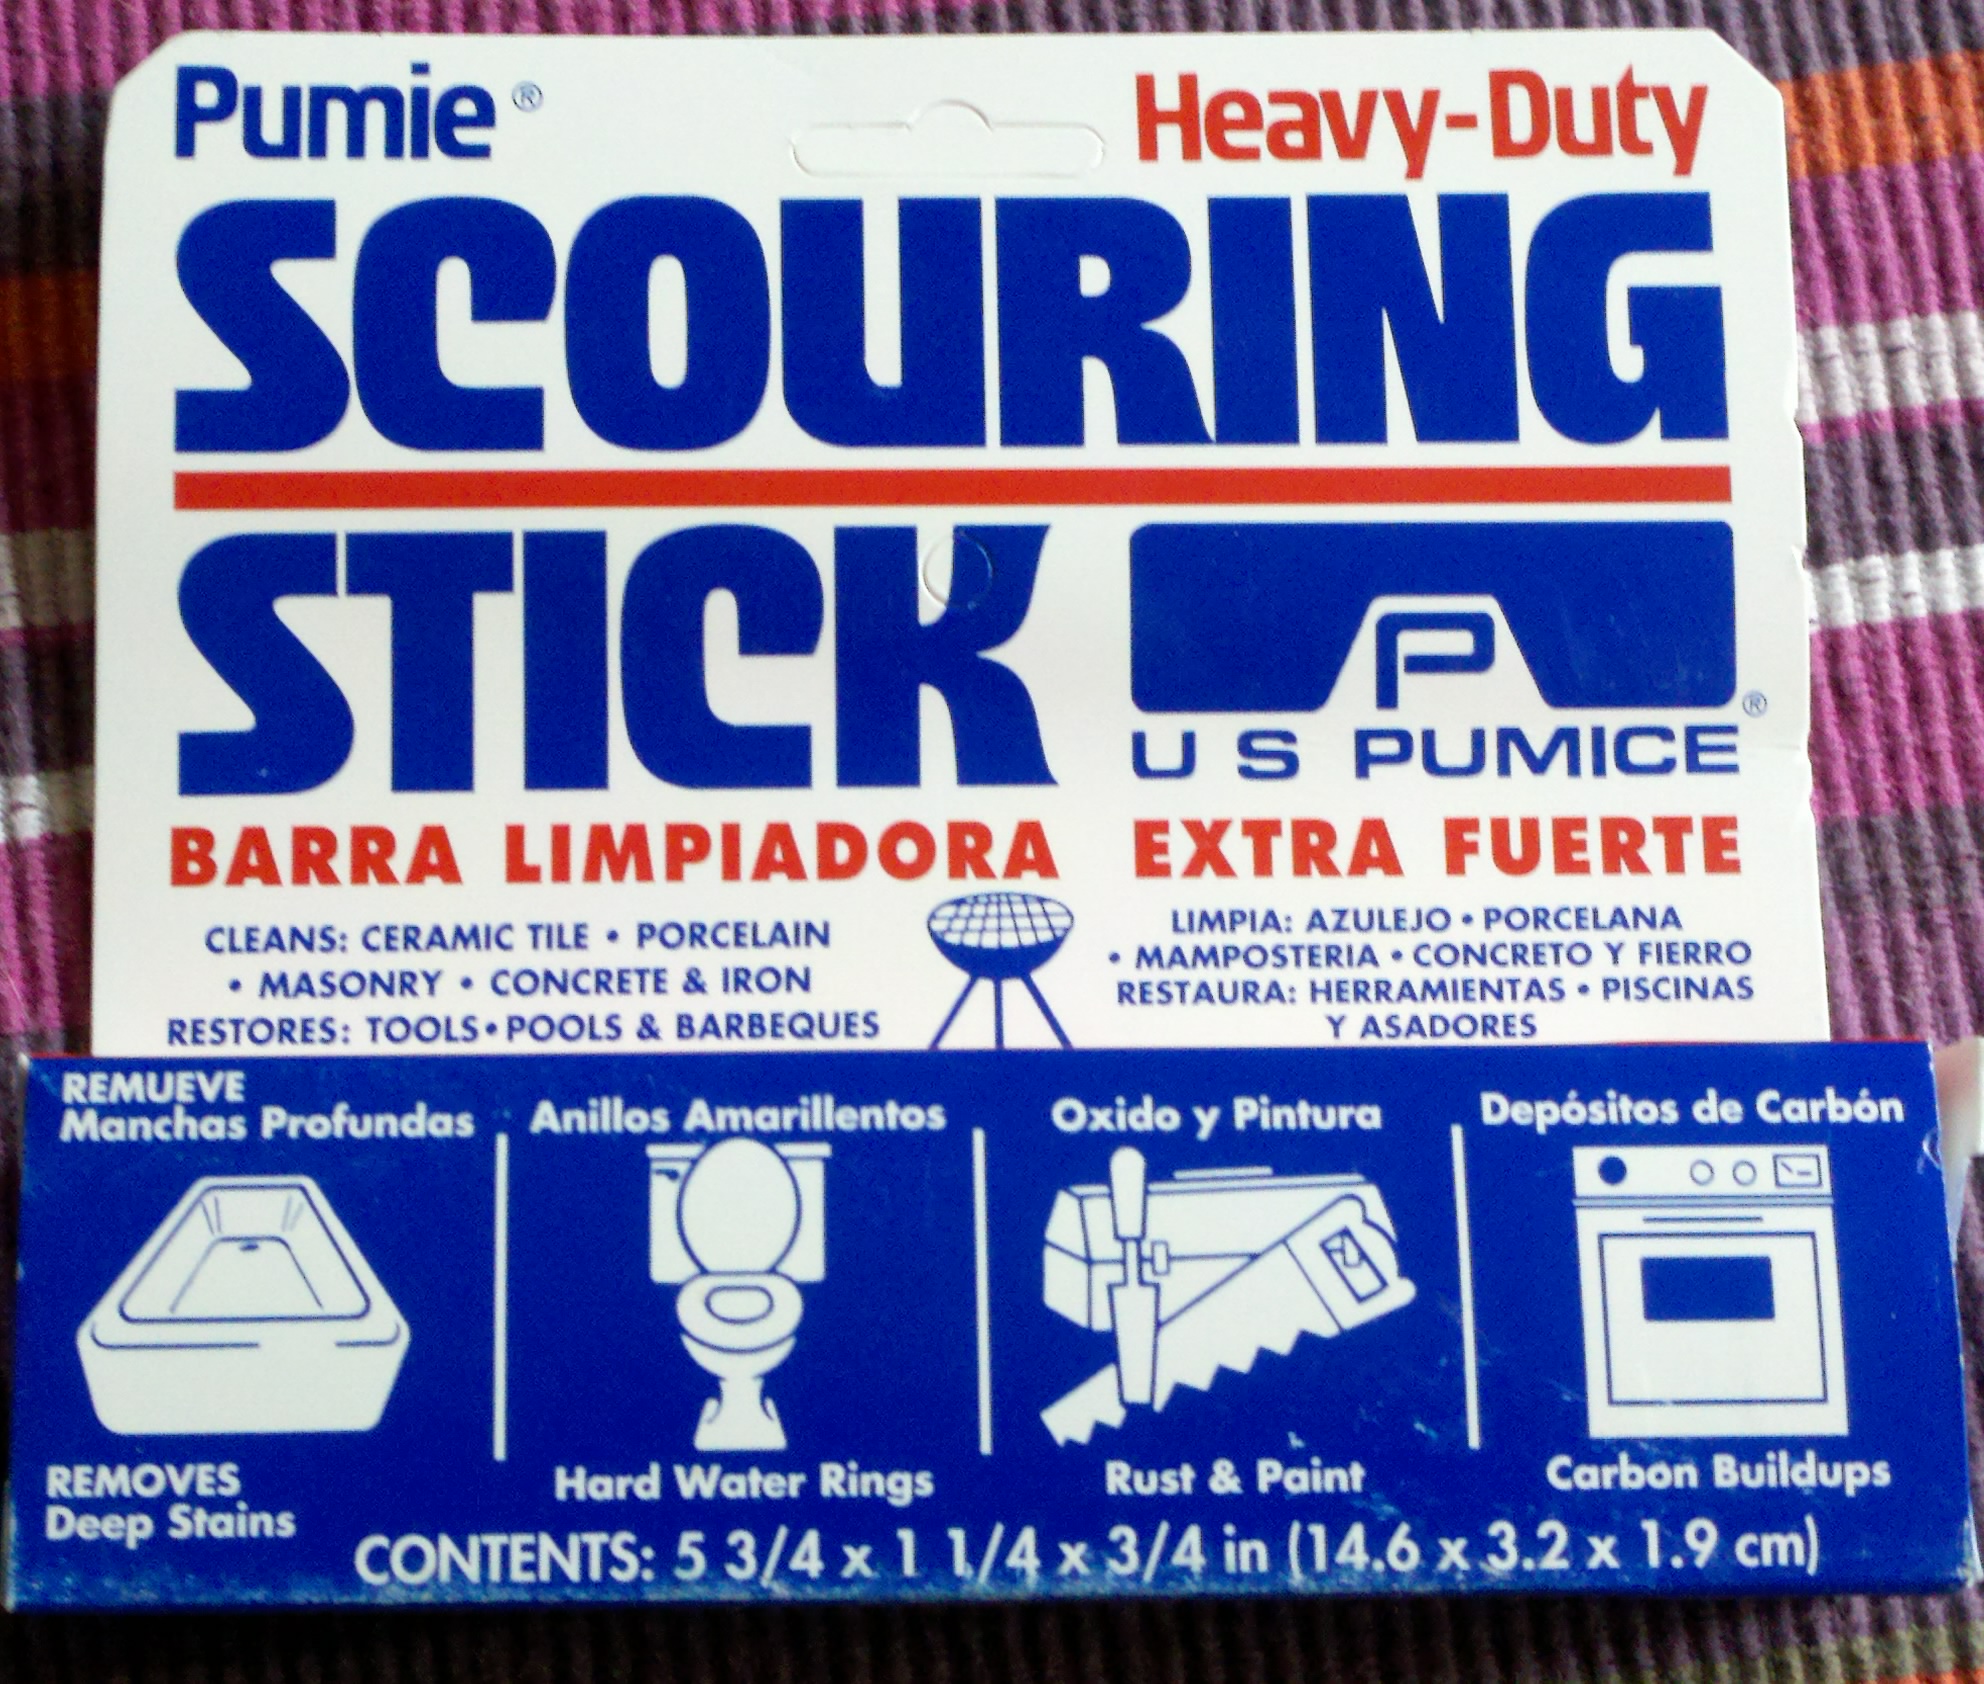 Pumie®
Heavy-Duty
SCOURING
STICK
P
U S PUMICE®
BARRA LIMPIADORA EXTRA FUERTE
CLEANS: CERAMIC TILE • PORCELAIN
• MASONRY • CONCRETE & IRON
RESTORES: TOOLS • POOLS & BARBEQUES
LIMPIA: AZULEJO • PORCELANA
• MAMPOSTERIA • CONCRETO Y FIERRO
RESTAURA: HERRAMIENTAS • PISCINAS
Y ASADORES
REMUEVE
Manchas Profundas
Anillos Amarillentos
Oxido y Pintura
Depósitos de Carbón
REMOVES
Deep Stains
Hard Water Rings
Rust & Paint
Carbon Buildups
CONTENTS: 5 3/4 x 1 1/4 x 3/4 in (14.6 x 3.2 x 1.9 cm)